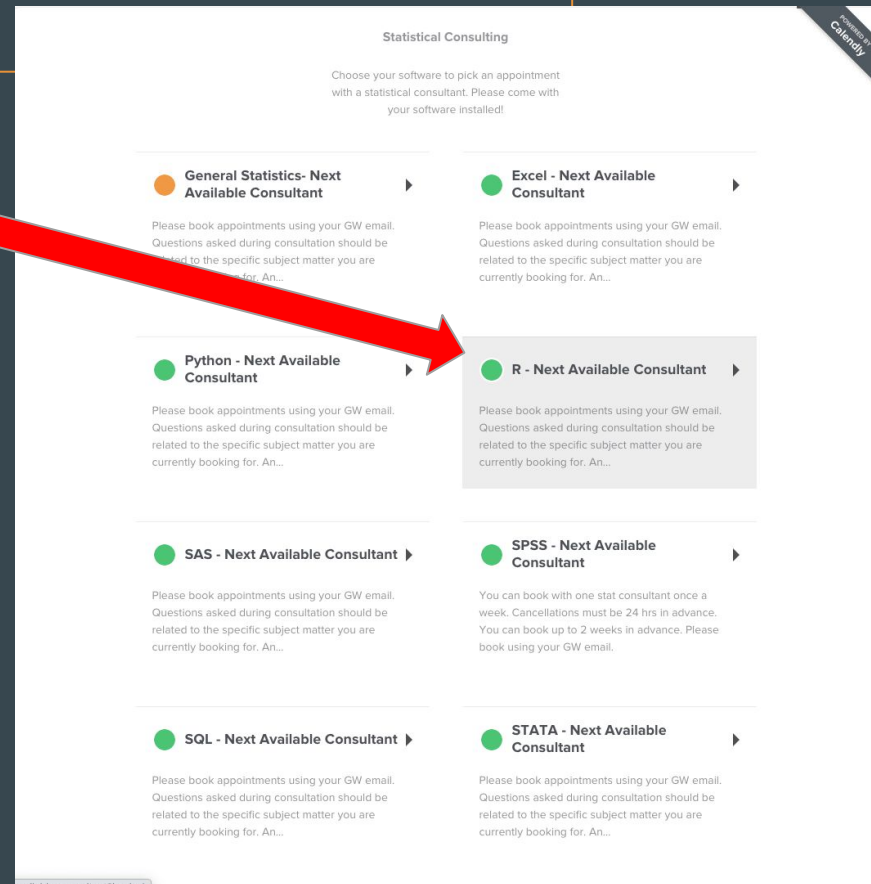 Statistical Consulting
POWERED BY
Calendly
Choose your software to pick an appointment
with a statistical consultant. Please come with
your software installed!
General Statistics- Next
Available Consultant
Please book appointments using your GW email.
Questions asked during consultation should be
related to the specific subject matter you are
for. An...
Excel - Next Available
Consultant
Please book appointments using your GW email.
Questions asked during consultation should be
related to the specific subject matter you are
currently booking for. An...
Python - Next Available
Consultant
Please book appointments using your GW email.
Questions asked during consultation should be
related to the specific subject matter you are
currently booking for. An...
R - Next Available Consultant
Please book appointments using your GW email.
Questions asked during consultation should be
related to the specific subject matter you are
currently booking for. An...
SAS - Next Available Consultant
Please book appointments using your GW email.
Questions asked during consultation should be
related to the specific subject matter you are
currently booking for. An...
SPSS - Next Available
Consultant
You can book with one stat consultant once a
week. Cancellations must be 24 hrs in advance.
You can book up to 2 weeks in advance. Please
book using your GW email.
SQL - Next Available Consultant
Please book appointments using your GW email.
Questions asked during consultation should be
related to the specific subject matter you are
currently booking for. An...
STATA - Next Available
Consultant
Please book appointments using your GW email.
Questions asked during consultation should be
related to the specific subject matter you are
currently booking for. An...